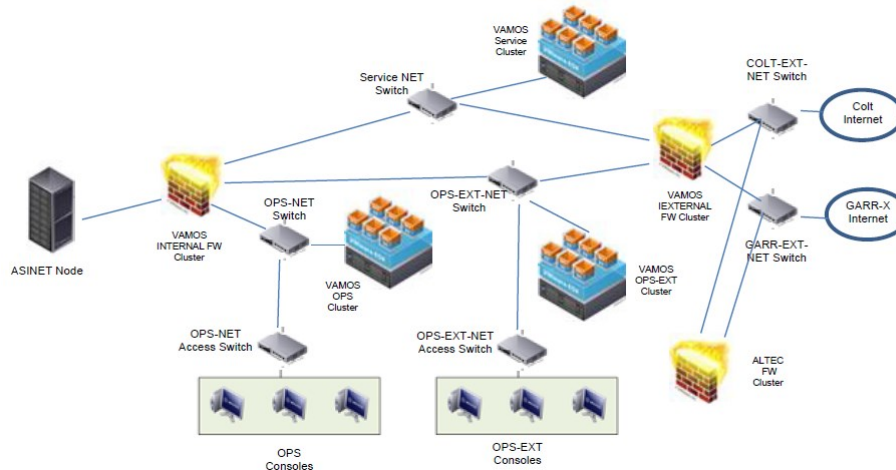 VAMOS
Service
Cluster
Service NET
Switch
COLT-EXT-
NET Switch
Colt
Internet
VAMOS
IEXTERNAL
FW Cluster
GARR-X
Internet
GARR-EXT-
NET Switch
OPS-EXT-NET
Switch
OPS-NET
Switch
VAMOS
INTERNAL FW
Cluster
ASINET Node
VAMOS
OPS
Cluster
VAMOS
OPS-EXT
Cluster
OPS-NET
Access Switch
OPS-EXT-NET
Access Switch
ALTEC
FW
Cluster
OPS
Consoles
OPS-EXT
Consoles